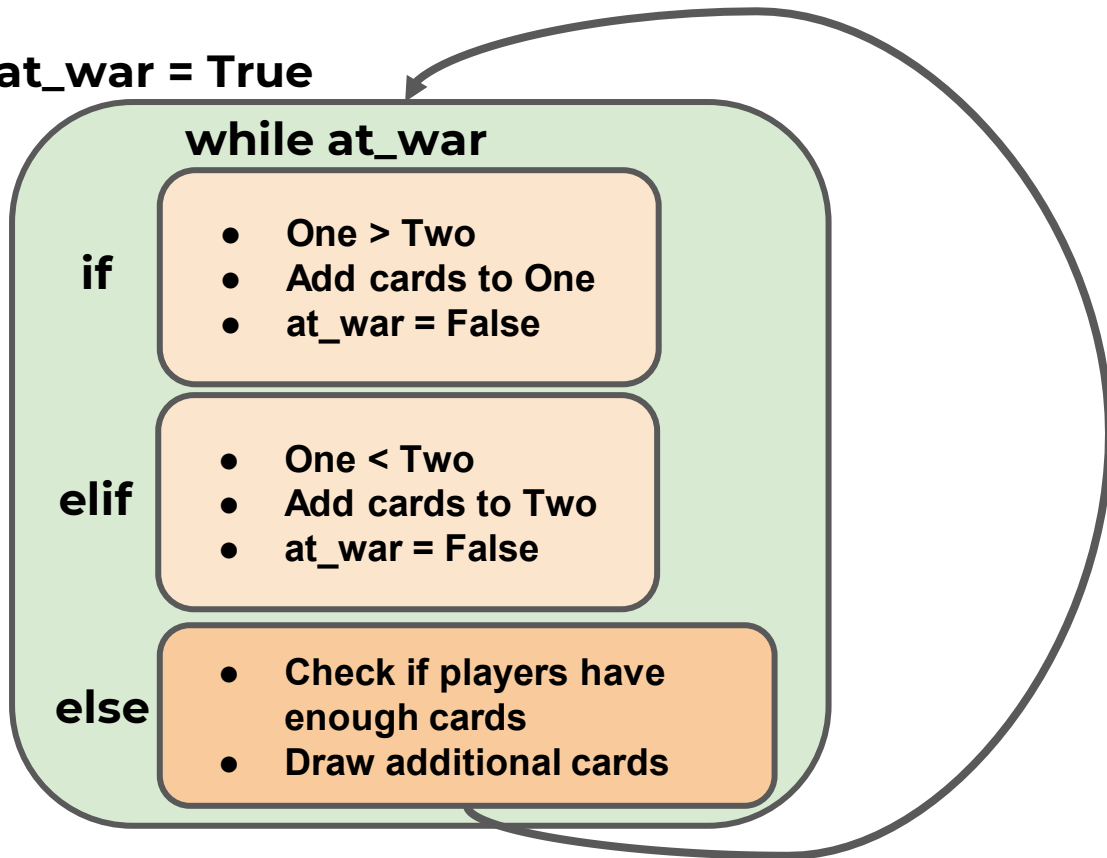 at_war = True
while at_war
if
● One > Two
● Add cards to One
● at_war = False
elif
● One < Two
● Add cards to Two
● at_war = False
else
● Check if players have
enough cards
● Draw additional cards